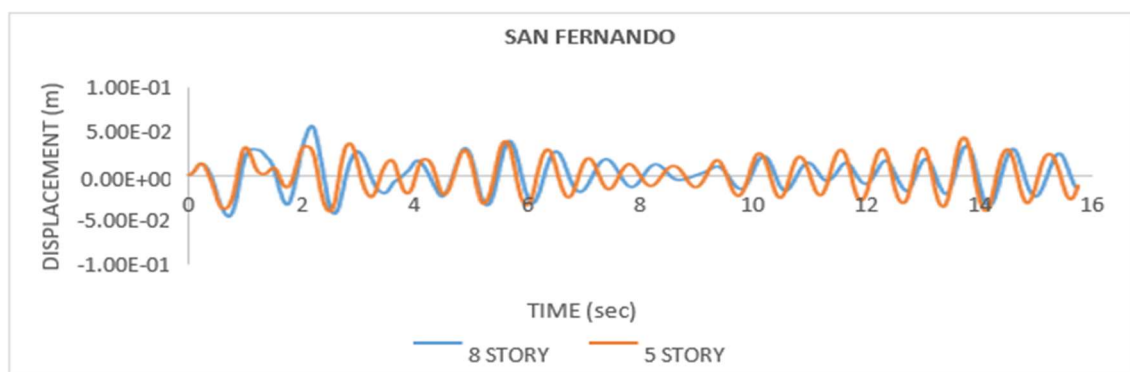 SAN FERNANDO
DISPLACEMENT (m)
1.00E-01
5.00E-02
0.00E+00
-5.00E-02
-1.00E-01
0 2 4 6 8 10 12 14 16
TIME (sec)
8 STORY 5 STORY